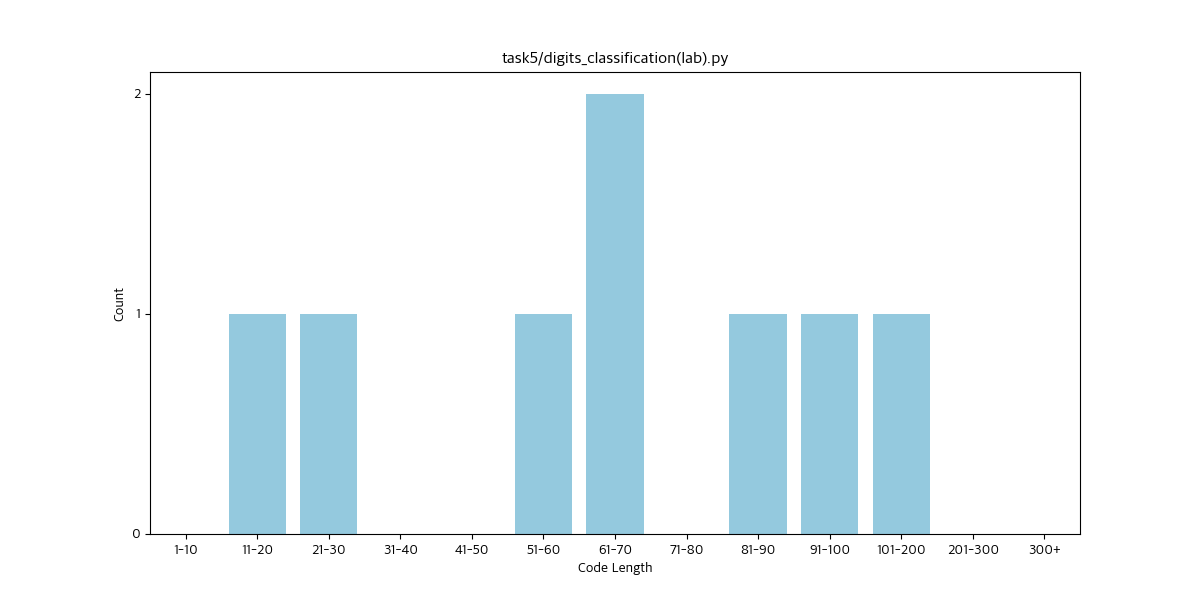 task5/digits_classification(lab).py
Count
2
1
0
1-10 11-20 21-30 31-40 41-50 51-60 61-70 71-80 81-90 91-100 101-200 201-300 300+
Code Length